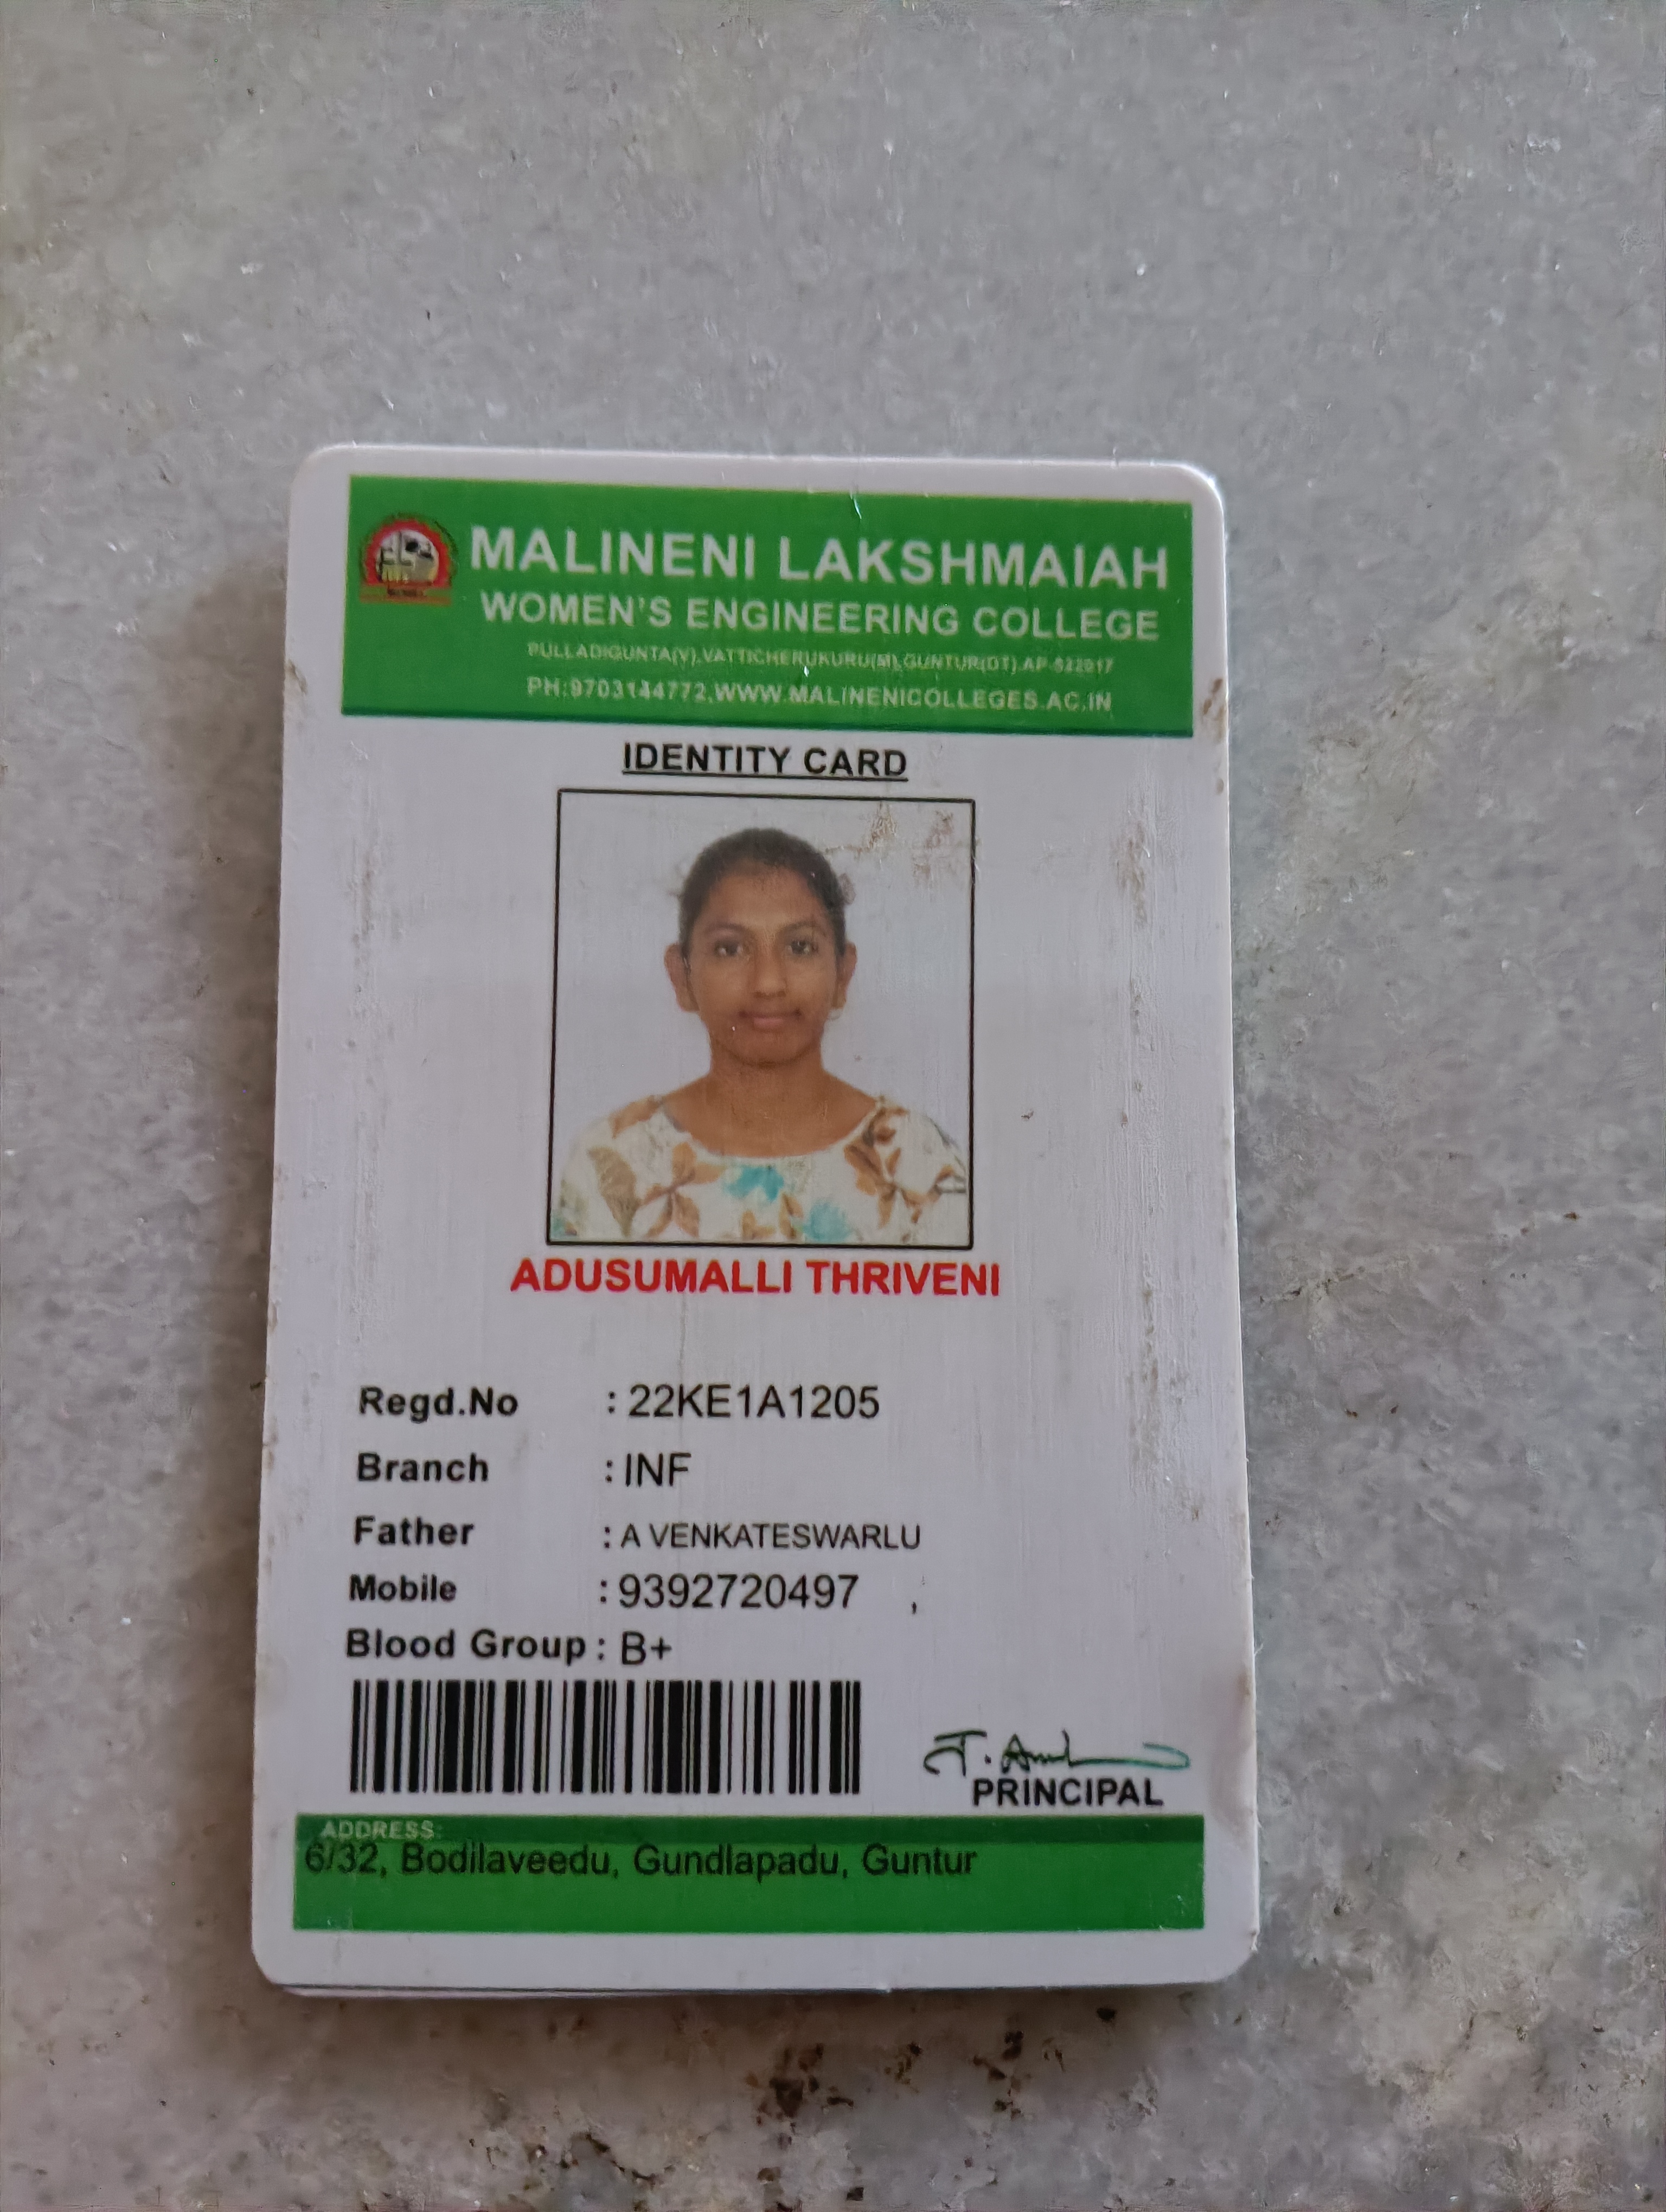 MALINENI LAKSHMAIAH
WOMEN'S ENGINEERING COLLEGE
PULLADIGUNTA(V),VATTICHERUKURU(M),GUNTUR(DT).AP-522017
PH:9703144772,WWW.MALINENICOLLEGES.AC.IN
IDENTITY CARD
ADUSUMALLI THRIVENI
Regd.No : 22KE1A1205
Branch : INF
Father : A VENKATESWARLU
Mobile : 9392720497
Blood Group : B+
PRINCIPAL
ADDRESS:
6/32, Bodilaveedu, Gundlapadu, Guntur